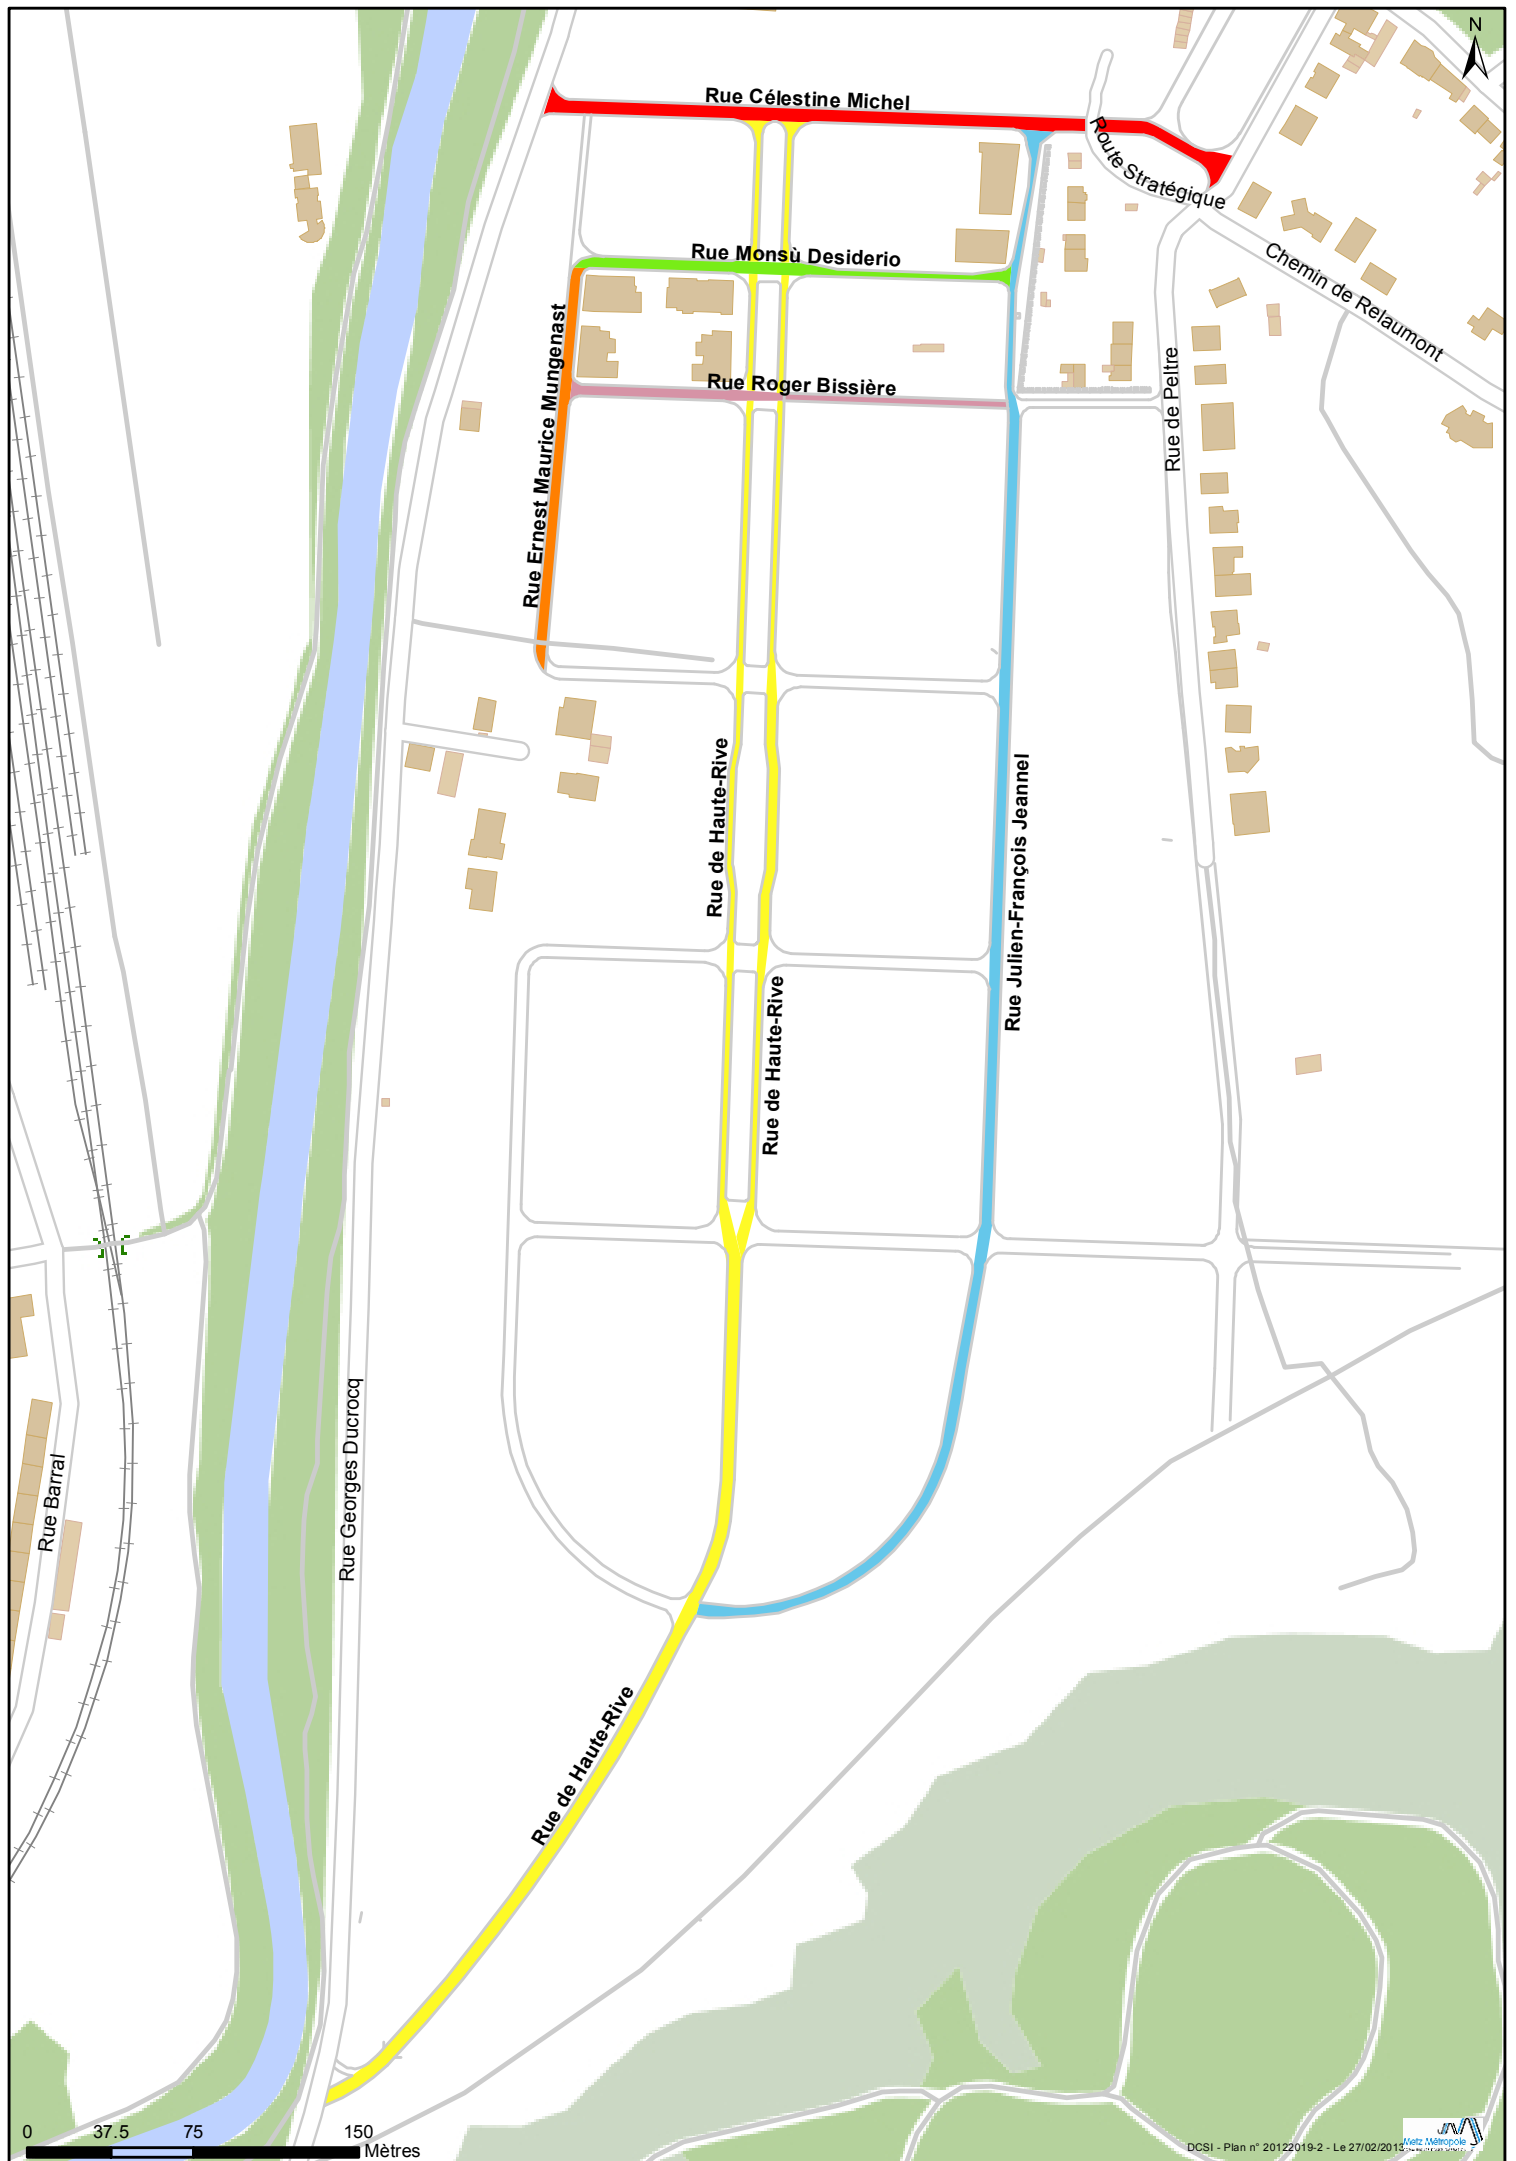 N
Rue Célestine Michel
Route Stratégique
Rue Monsù Desiderio
Chemin de Relaumont
Rue Ernest Maurice Mungenast
Rue Roger Bissière
Rue de Peltre
Rue de Haute-Rive
Rue Julien-François Jeannel
Rue de Haute-Rive
Rue Georges Ducrocq
Rue Barral
Rue de Haute-Rive
0 37.5 75 150
Mètres
DCSI - Plan n° 20122019-2 - Le 27/02/2013
Metz Métropole